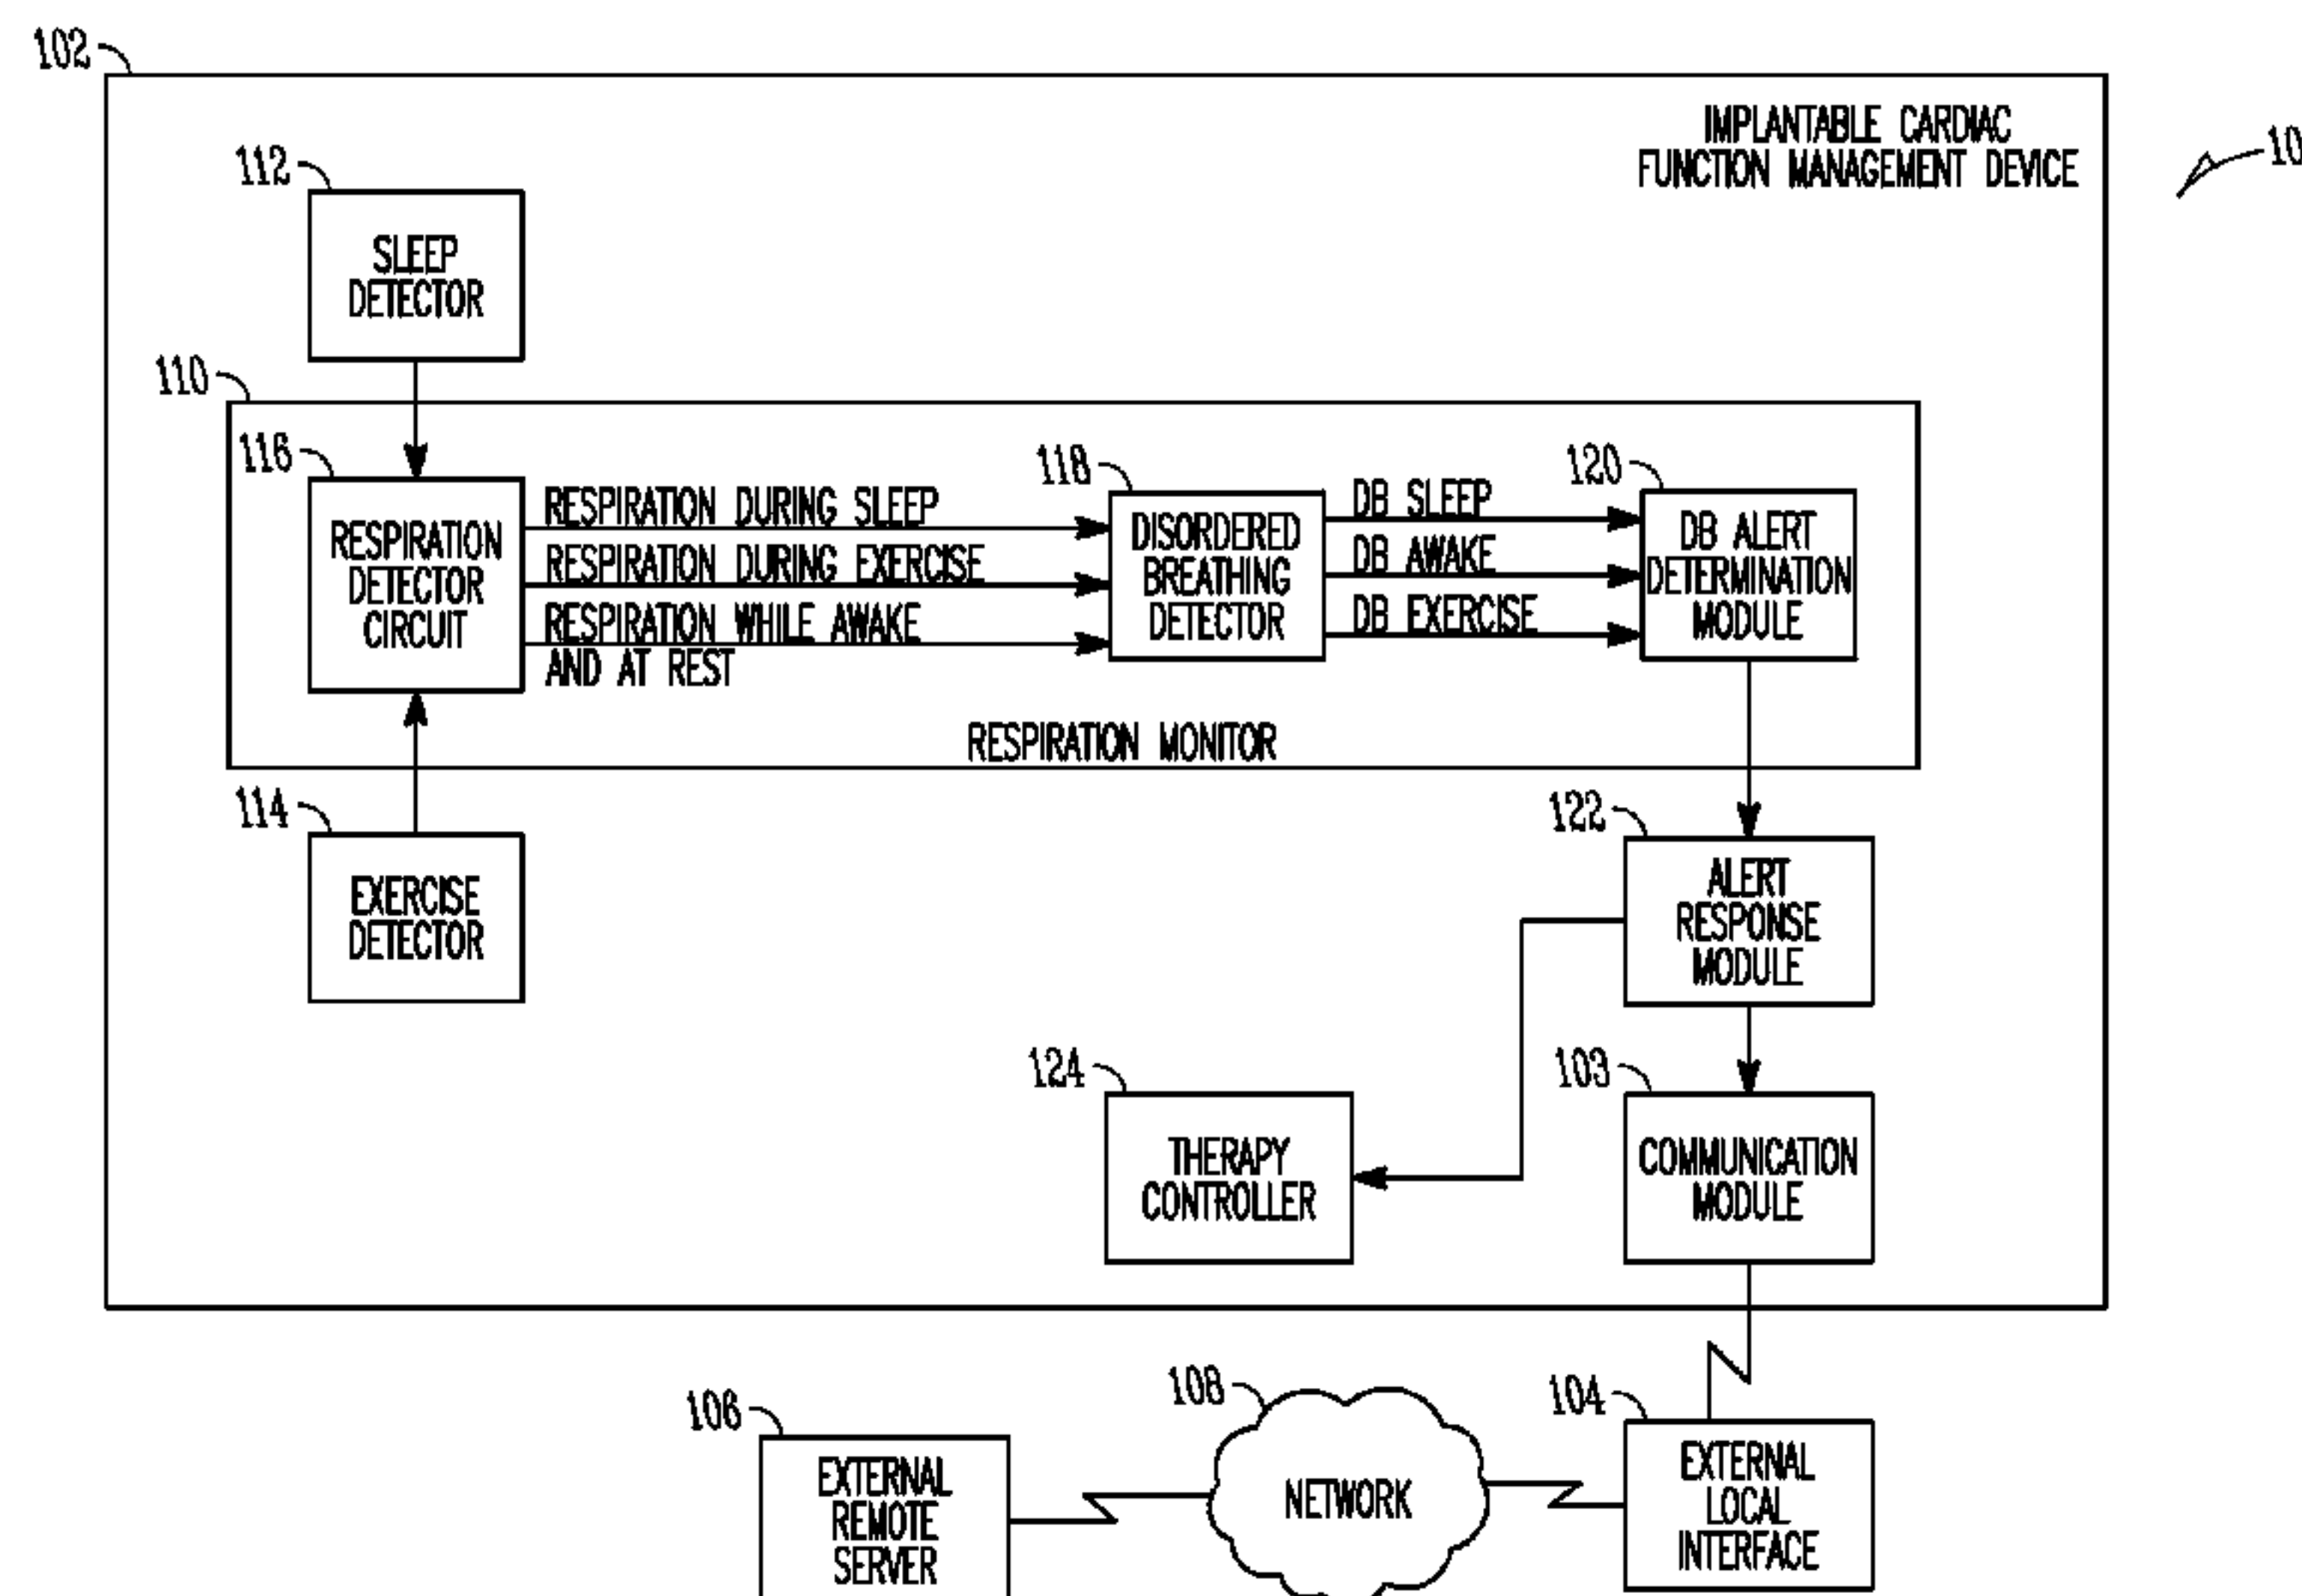 102
IMPLANTABLE CARDIAC
FUNCTION MANAGEMENT DEVICE
10
112
SLEEP
DETECTOR
110
116
RESPIRATION
DETECTOR
CIRCUIT
RESPIRATION DURING SLEEP
RESPIRATION DURING EXERCISE
RESPIRATION WHILE AWAKE
AND AT REST
118
DISORDERED
BREATHING
DETECTOR
DB SLEEP
DB AWAKE
DB EXERCISE
120
DB ALERT
DETERMINATION
MODULE
RESPIRATION MONITOR
114
EXERCISE
DETECTOR
122
ALERT
RESPONSE
MODULE
124
THERAPY
CONTROLLER
103
COMMUNICATION
MODULE
106
EXTERNAL
REMOTE
SERVER
108
NETWORK
104
EXTERNAL
LOCAL
INTERFACE